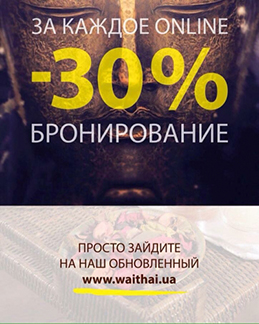 ЗА КАЖДОЕ ONLINE
-30%
БРОНИРОВАНИЕ
ПРОСТО ЗАЙДИТЕ
НА НАШ ОБНОВЛЕННЫЙ
www.waithai.ua